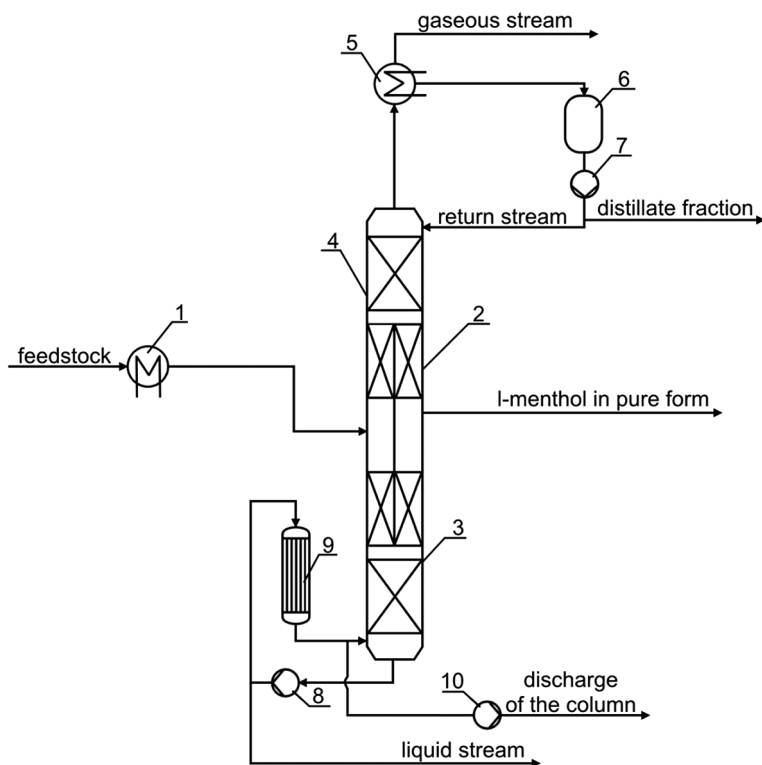 gaseous stream
5
6
7
return stream
distillate fraction
4
1
2
feedstock
l-menthol in pure form
3
9
8
10
discharge
of the column
liquid stream